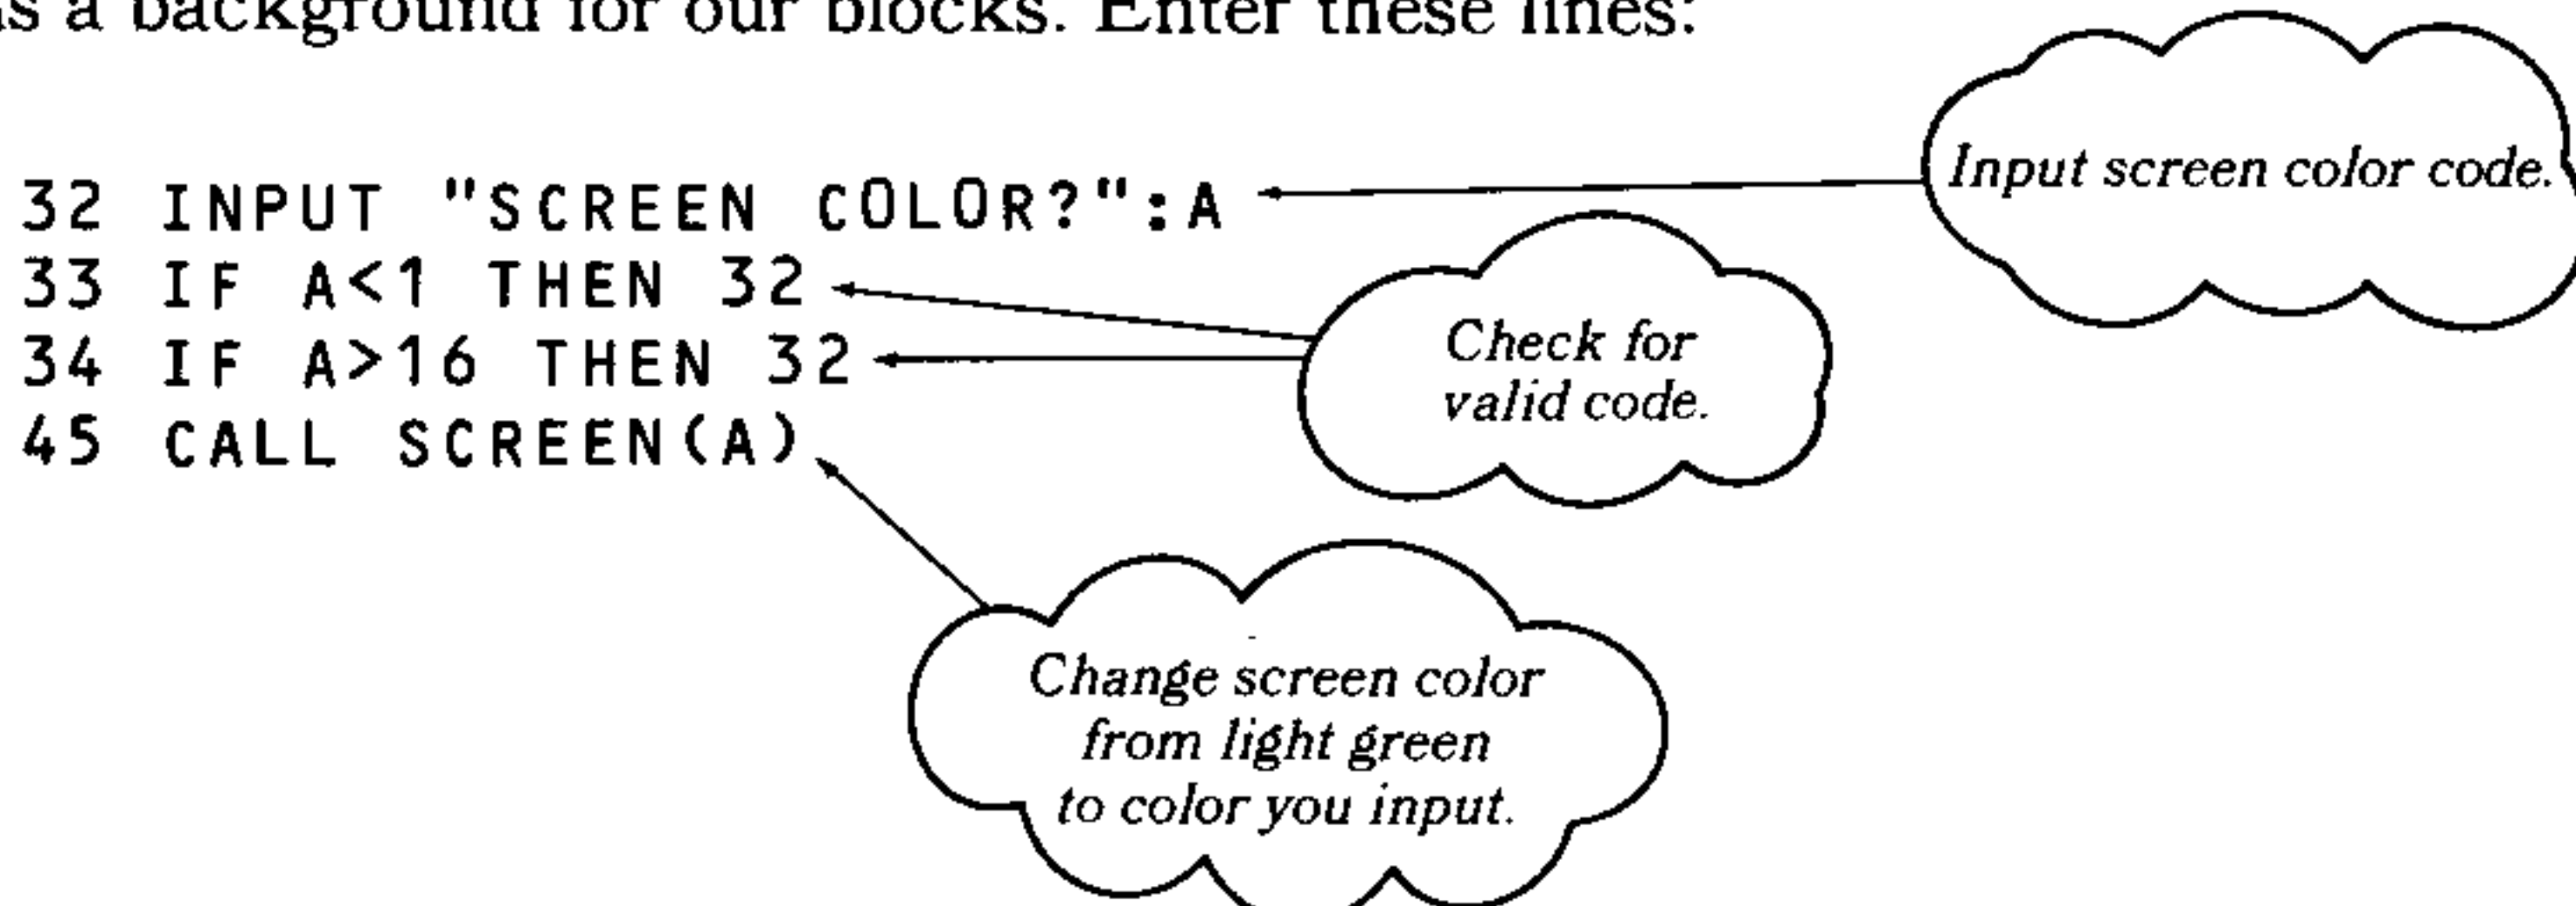 as a background for our blocks. Enter these lines:
32 INPUT "SCREEN COLOR?":A
Input screen color code.
33 IF A<1 THEN 32
34 IF A>16 THEN 32
Check for
valid code.
45 CALL SCREEN(A)
Change screen color
from light green
to color you input.